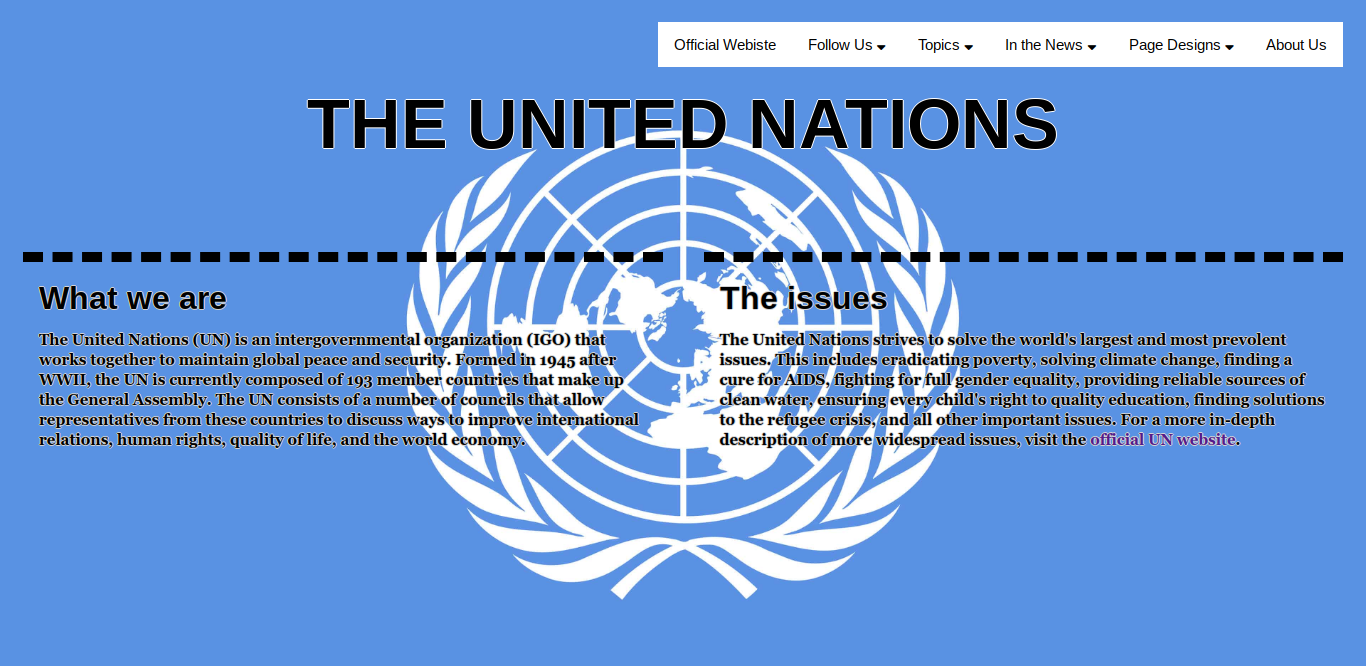 Official Webiste Follow Us Topics In the News Page Designs About Us
THE UNITED NATIONS
What we are
The United Nations (UN) is an intergovernmental organization (IGO) that
works together to maintain global peace and security. Formed in 1945 after
WWII, the UN is currently composed of 193 member countries that make up
the General Assembly. The UN consists of a number of councils that allow
representatives from these countries to discuss ways to improve international
relations, human rights, quality of life, and the world economy.
The issues
The United Nations strives to solve the world's largest and most prevolent
issues. This includes eradicating poverty, solving climate change, finding a
cure for AIDS, fighting for full gender equality, providing reliable sources of
clean water, ensuring every child's right to quality education, finding solutions
to the refugee crisis, and all other important issues. For a more in-depth
description of more widespread issues, visit the official UN website.